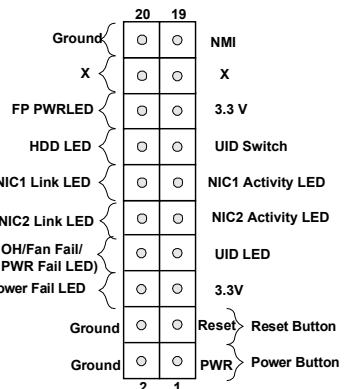 20 19
Ground NMI
X X
FP PWRLED 3.3 V
HDD LED UID Switch
NIC1 Link LED NIC1 Activity LED
NIC2 Link LED NIC2 Activity LED
OH/Fan Fail/
PWR Fail LED) UID LED
ower Fail LED 3.3V
Ground Reset Reset Button
Ground PWR Power Button
2 1